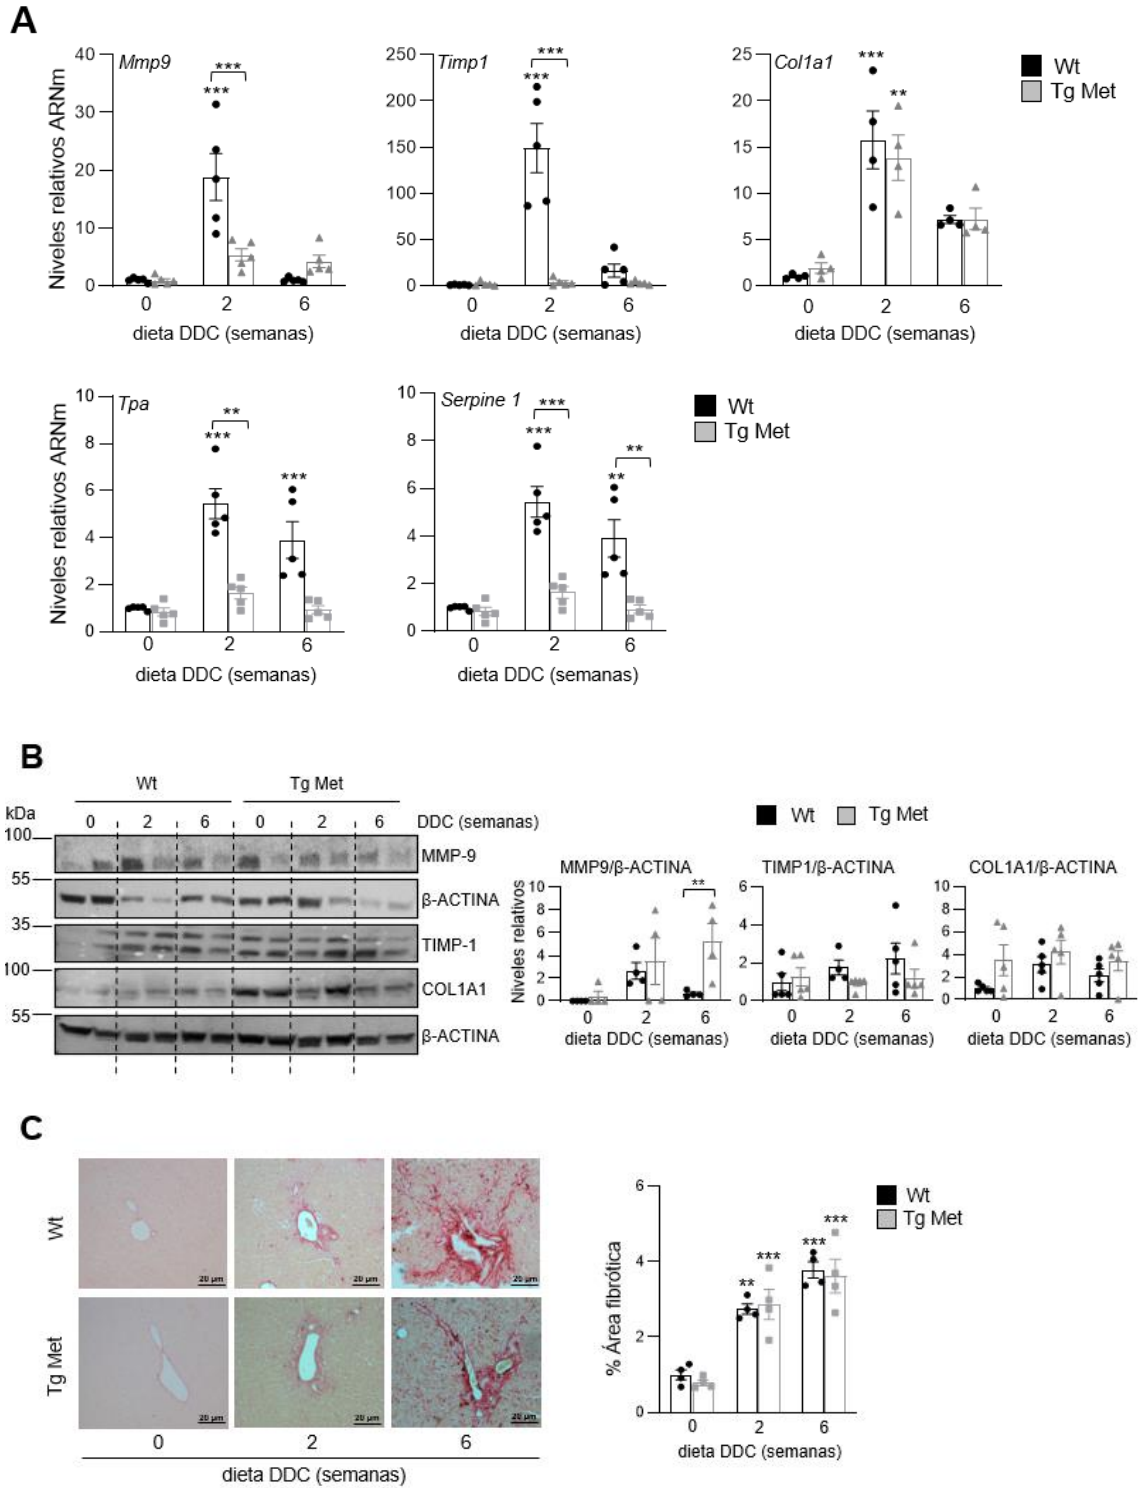 A
Mmp9
Timp1
Col1a1
Wt
Tg Met
Niveles relativos ARNm
40
30
20
10
0
***
***
0 2 6
dieta DDC (semanas)
250
200
150
100
50
0
***
***
0 2 6
dieta DDC (semanas)
25
20
15
10
5
0
***
**
0 2 6
dieta DDC (semanas)
Tpa
Serpine 1
Wt
Tg Met
Niveles relativos ARNm
10
8
6
4
2
0
**
***
***
0 2 6
dieta DDC (semanas)
10
8
6
4
2
0
***
***
**
**
0 2 6
dieta DDC (semanas)
B
Wt Tg Met
kDa
0 2 6 0 2 6 DDC (semanas)
100
MMP-9
55
β-ACTINA
35
TIMP-1
100
COL1A1
55
β-ACTINA
Wt Tg Met
MMP9/β-ACTINA
TIMP1/β-ACTINA
COL1A1/β-ACTINA
Niveles relativos
10
8
6
4
2
0
**
0 2 6
dieta DDC (semanas)
6
4
2
0
0 2 6
dieta DDC (semanas)
10
8
6
4
2
0
0 2 6
dieta DDC (semanas)
C
Wt
20 µm
20 µm
20 µm
Tg Met
20 µm
20 µm
20 µm
0 2 6
dieta DDC (semanas)
% Área fibrótica
6
4
2
0
**
***
***
***
0 2 6
dieta DDC (semanas)
Wt
Tg Met